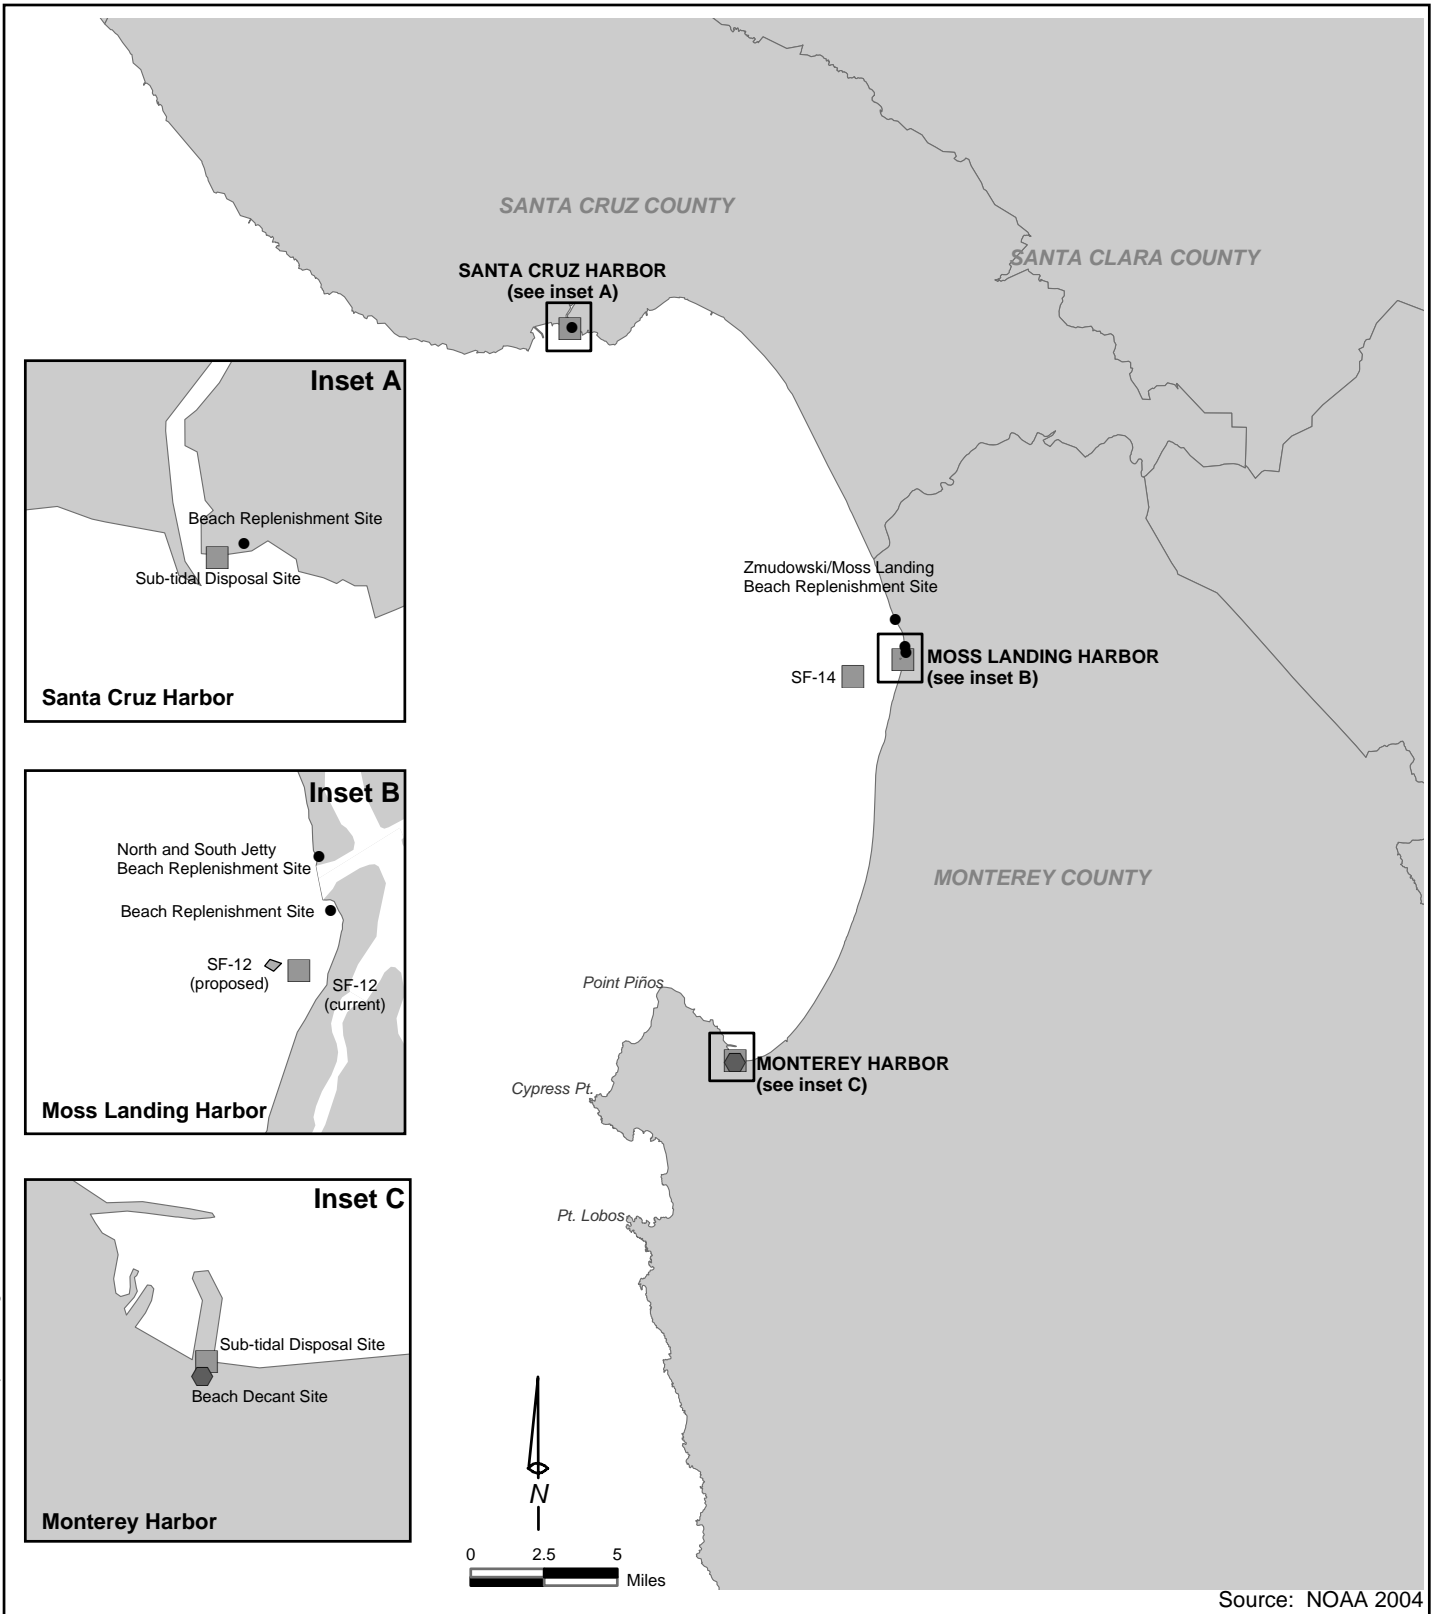 SANTA CRUZ COUNTY
SANTA CLARA COUNTY
SANTA CRUZ HARBOR
(see inset A)
Inset A
Beach Replenishment Site
Sub-tidal Disposal Site
Santa Cruz Harbor
Zmudowski/Moss Landing
Beach Replenishment Site
MOSS LANDING HARBOR
(see inset B)
SF-14
Inset B
North and South Jetty
Beach Replenishment Site
Beach Replenishment Site
SF-12
(proposed)
SF-12
(current)
Moss Landing Harbor
MONTEREY COUNTY
Point Piños
MONTEREY HARBOR
(see inset C)
Cypress Pt.
Pt. Lobos
Inset C
Sub-tidal Disposal Site
Beach Decant Site
Monterey Harbor
N
0 2.5 5
Miles
Source: NOAA 2004